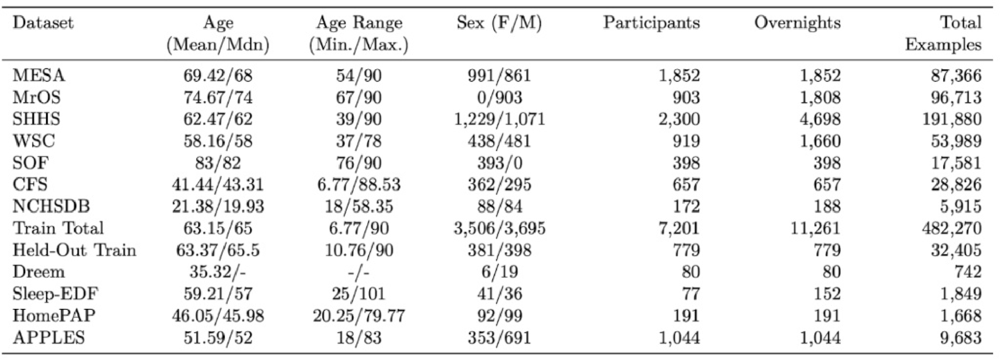 Dataset Age Age Range Sex (F/M) Participants Overnights Total
(Mean/Mdn) (Min./Max.) Examples
MESA 69.42/68 54/90 991/861 1,852 1,852 87,366
MrOS 74.67/74 67/90 0/903 903 1,808 96,713
SHHS 62.47/62 39/90 1,229/1,071 2,300 4,698 191,880
WSC 58.16/58 37/78 438/481 919 1,660 53,989
SOF 83/82 76/90 393/0 398 398 17,581
CFS 41.44/43.31 6.77/88.53 362/295 657 657 28,826
NCHSDB 21.38/19.93 18/58.35 88/84 172 188 5,915
Train Total 63.15/65 6.77/90 3,506/3,695 7,201 11,261 482,270
Held-Out Train 63.37/65.5 10.76/90 381/398 779 779 32,405
Dreem 35.32/- -/- 6/19 80 80 742
Sleep-EDF 59.21/57 25/101 41/36 77 152 1,849
HomePAP 46.05/45.98 20.25/79.77 92/99 191 191 1,668
APPLES 51.59/52 18/83 353/691 1,044 1,044 9,683